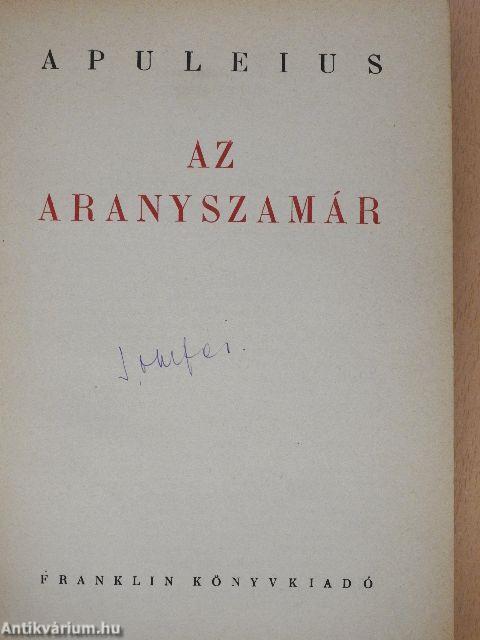 APULEIUS
AZ
ARANYSZAMÁR
FRANKLIN KÖNYVKIADÓ
Antikvárium.hu